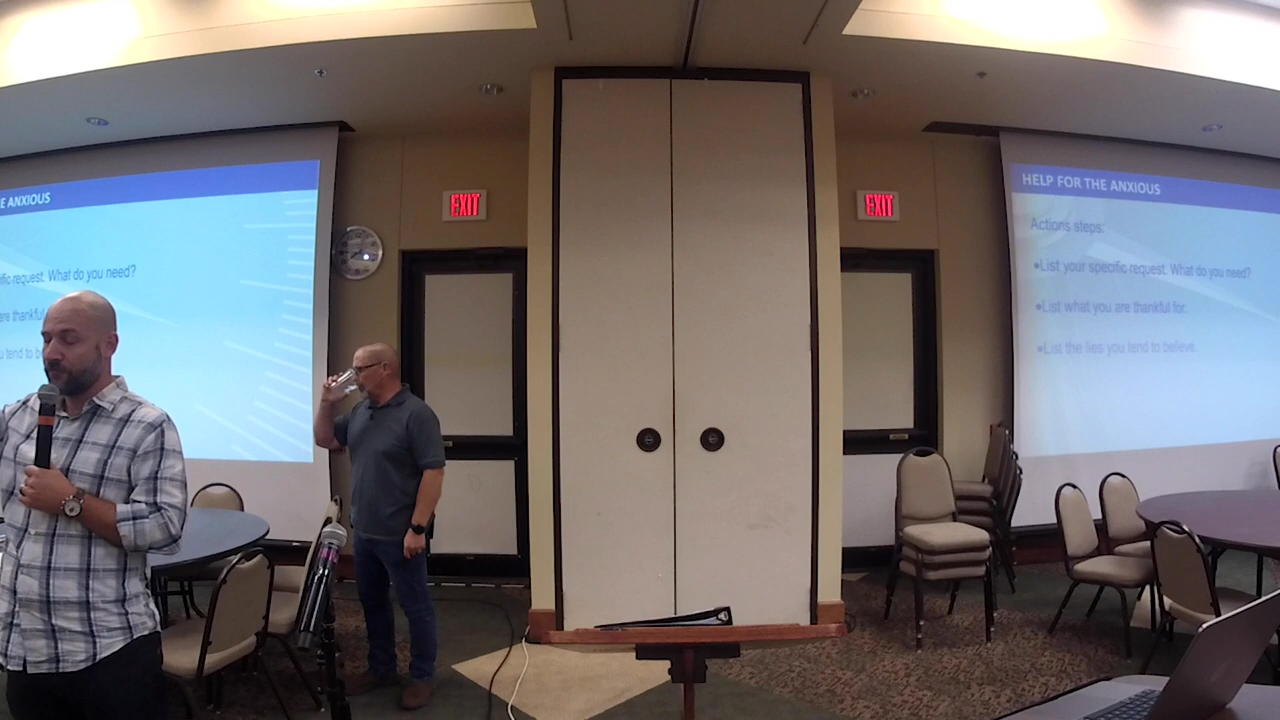 E ANXIOUS
ific request. What do you need?
are thankful
u tend to be
EXIT
EXIT
HELP FOR THE ANXIOUS
Actions steps:
•List your specific request. What do you need?
•List what you are thankful for.
•List the lies you tend to believe.